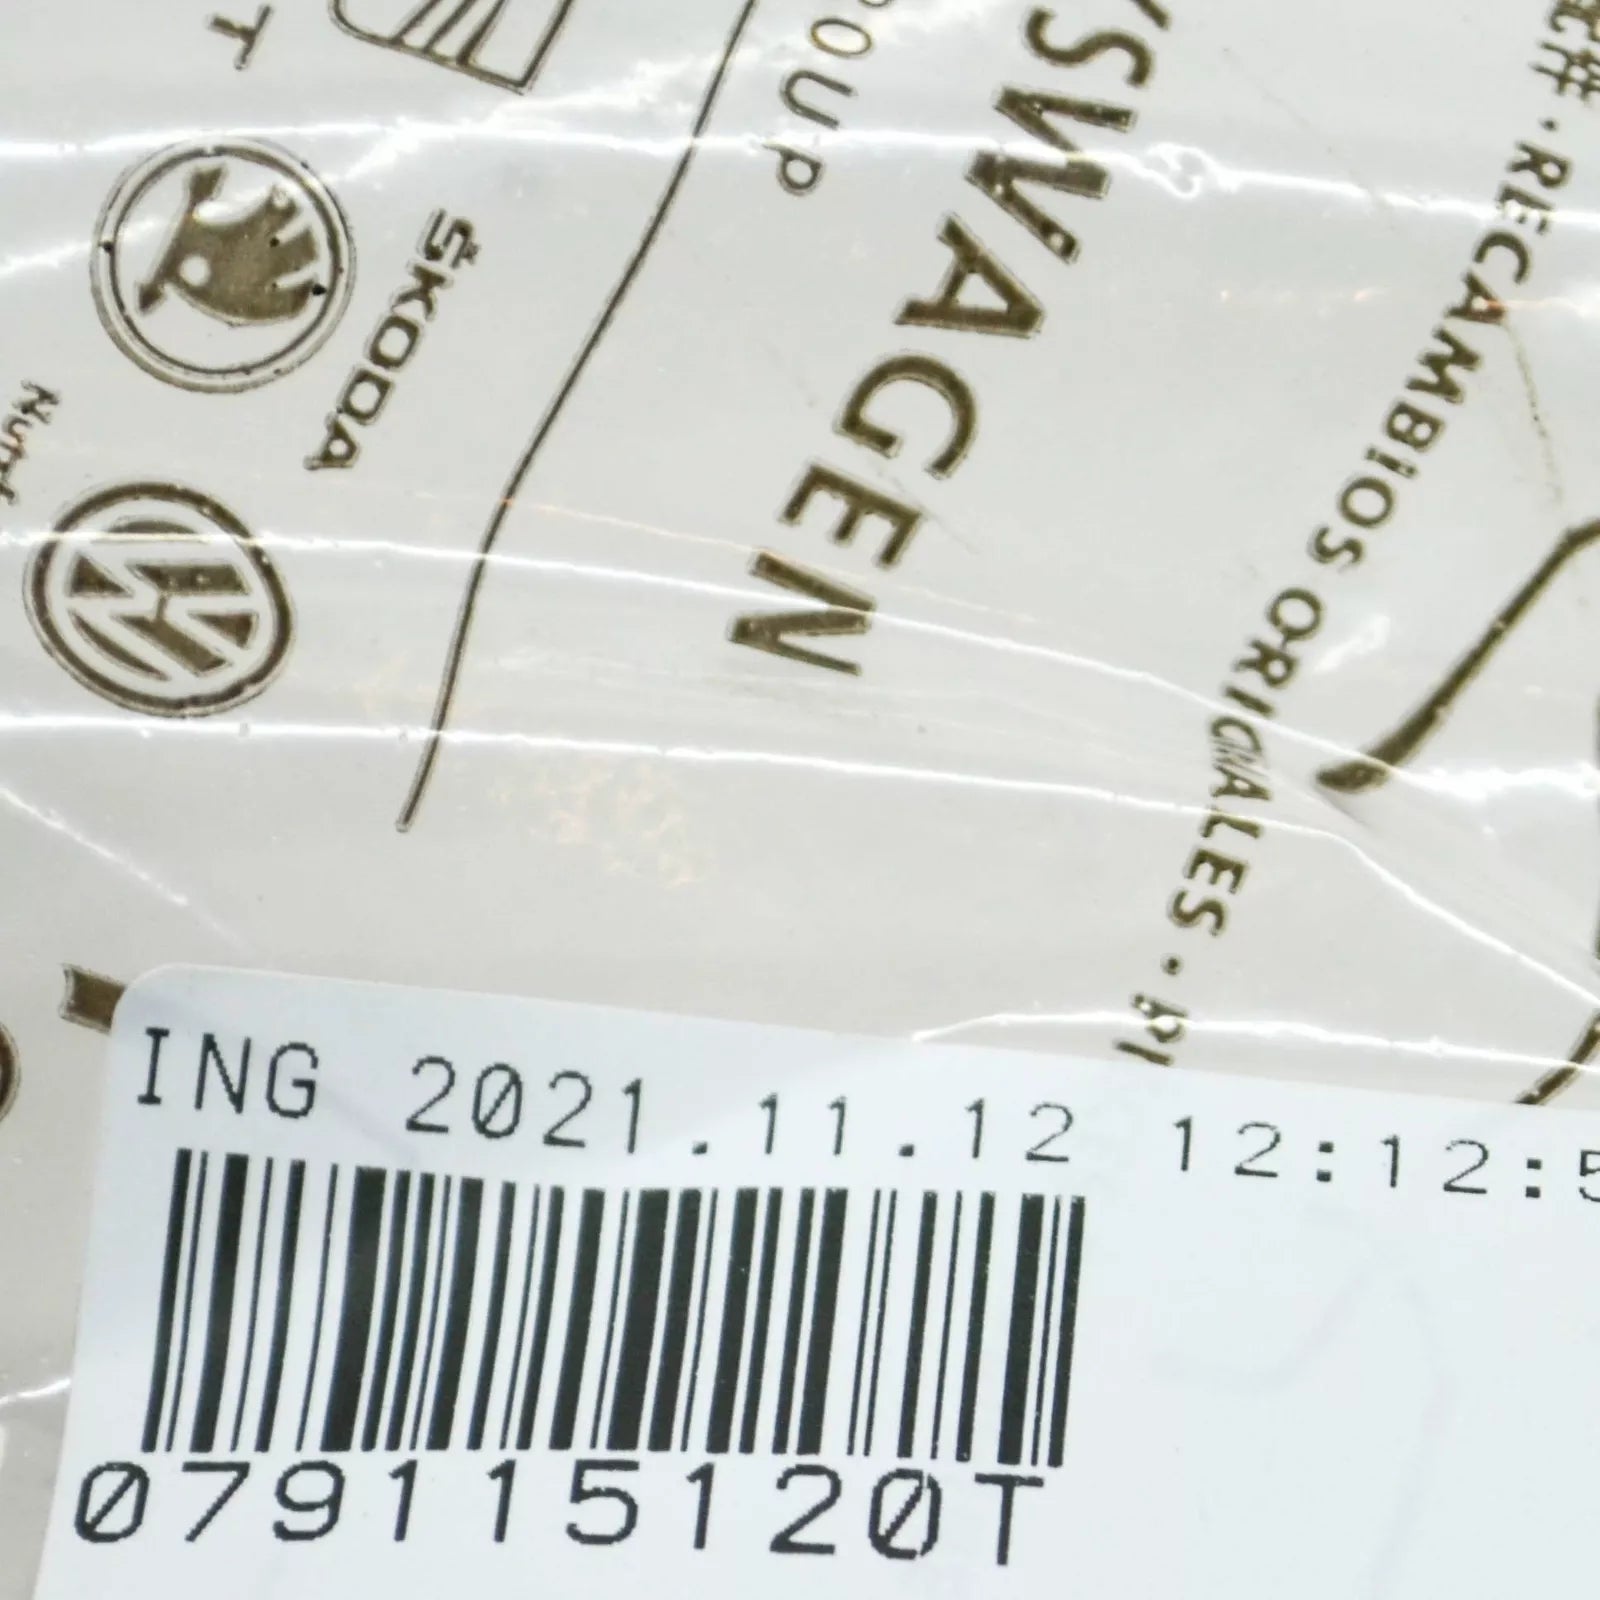 T
ŠKODA
OUP
SWAGEN
RECAMBIOS ORIGINALES ·
ING 2021.11.12 12:12:5
079115120T